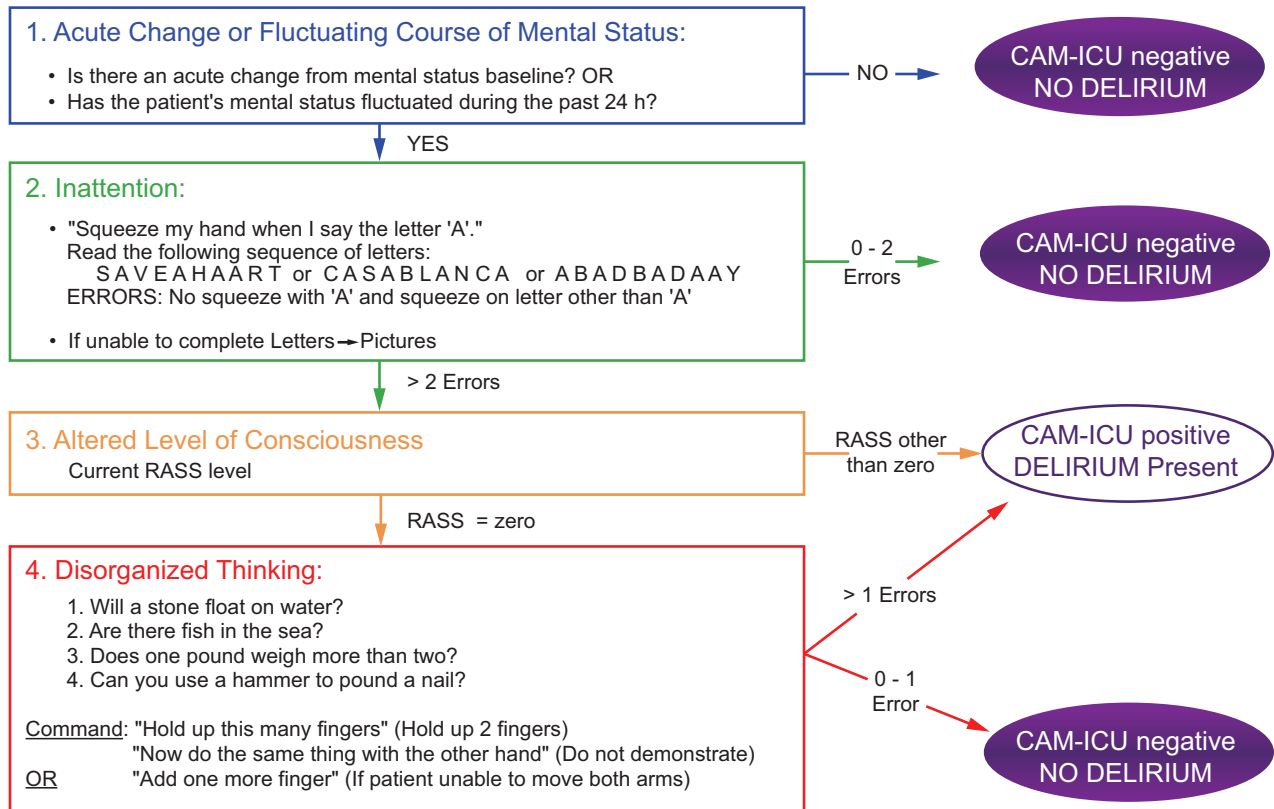 1. Acute Change or Fluctuating Course of Mental Status:
• Is there an acute change from mental status baseline? OR
• Has the patient's mental status fluctuated during the past 24 h?
NO
CAM-ICU negative
NO DELIRIUM
YES
2. Inattention:
• "Squeeze my hand when I say the letter 'A'."
Read the following sequence of letters:
S A V E A H A A R T or C A S A B L A N C A or A B A D B A D A A Y
ERRORS: No squeeze with 'A' and squeeze on letter other than 'A'
• If unable to complete Letters→Pictures
0 - 2
Errors
CAM-ICU negative
NO DELIRIUM
> 2 Errors
3. Altered Level of Consciousness
Current RASS level
RASS other
than zero
CAM-ICU positive
DELIRIUM Present
RASS = zero
4. Disorganized Thinking:
1. Will a stone float on water?
2. Are there fish in the sea?
3. Does one pound weigh more than two?
4. Can you use a hammer to pound a nail?
Command: "Hold up this many fingers" (Hold up 2 fingers)
"Now do the same thing with the other hand" (Do not demonstrate)
OR "Add one more finger" (If patient unable to move both arms)
> 1 Errors
0 - 1
Error
CAM-ICU negative
NO DELIRIUM